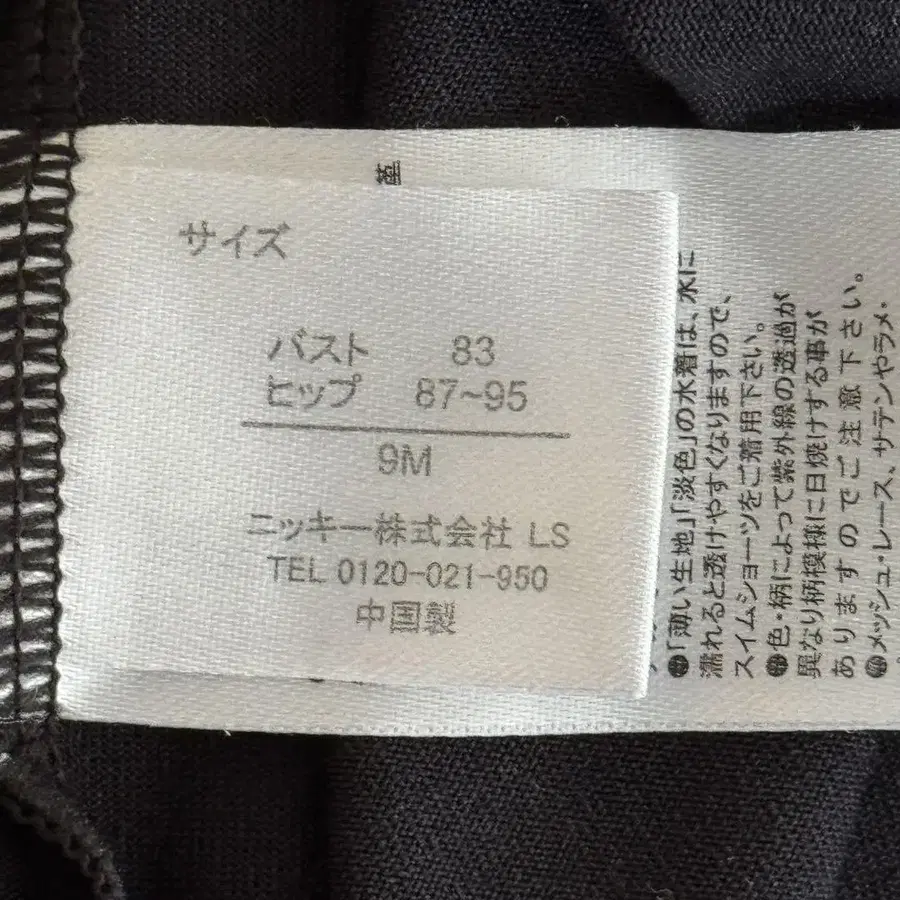 サイズ
バスト 83
ヒップ 87~95
9M
ニッキー株式会社 LS
TEL 0120-021-950
中国製
●「薄い生地」「淡色」の水着は、水に
濡れると透けやすくなりますので、
スイムショーツをご着用下さい。
●色・柄によって紫外線の透過が
異なり柄模様に日焼けする事が
ありますのでご注意下さい。
●メッシュ・レース、サテンやラメ・